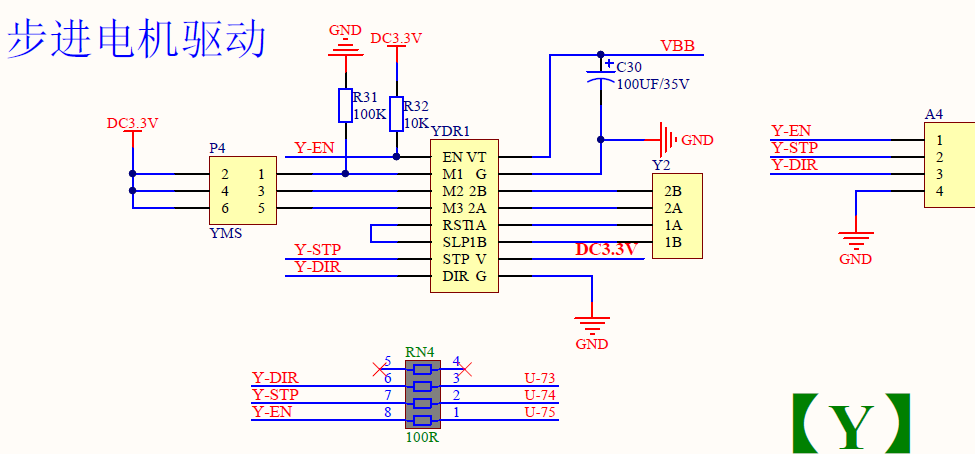 步进电机驱动
GND
DC3.3V
VBB
C30
100UF/35V
R31
100K
R32
10K
DC3.3V
YDR1
GND
A4
P4
Y-EN
EN VT
Y2
Y-EN
1
Y-STP
2
Y-DIR
3
4
2 1
4 3
6 5
YMS
M1 G
M2 2B
M3 2A
RST1A
SLP1B
STP V
DIR G
2B
2A
1A
1B
Y-STP
Y-DIR
DC3.3V
GND
GND
RN4
5 4
Y-DIR 6 3 U-73
Y-STP 7 2 U-74
Y-EN 8 1 U-75
100R
【Y】